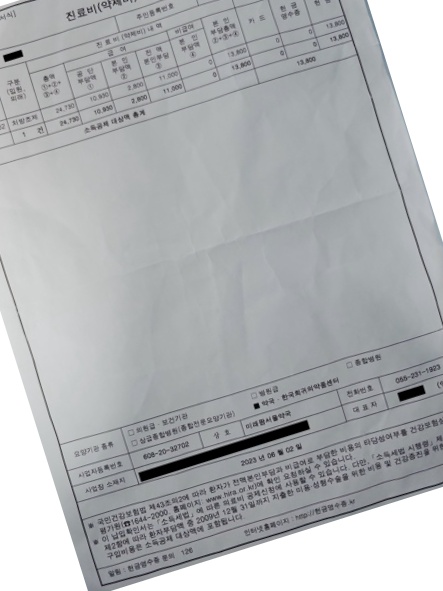 서식]
진료비(약제비)
주민등록번호
진 료 비 (약제비) 내 역
급 여
비급여
구분
(입원,
외래)
총액
①+②+
③+④
공 단
부담액
①
본 인
부담액
②
전 액
본인부담
③
본 인
부담액
④
본 인
부담총액
②+③+④
카 드
현 금
영수증
현 금
처방조제 24,730 10,930 2,800 11,000 0 13,800 0 0 13,800
1 건 24,730 10,930 2,800 11,000 0 13,800 0 0 13,800
소득공제 대상액 총계 13,800
요양기관 종류
□ 의원급ㆍ보건기관 □ 병원급 □ 종합병원
□ 상급종합병원(종합전문요양기관) ■ 약국ㆍ한국희귀의약품센터
사업자등록번호 608-20-32702 상 호 미래원서울약국 전화번호 055-231-1923
사업장 소재지 대 표 자
2023 년 06 월 02 일
※ 국민건강보험법 제43조의2에 따라 환자가 전액본인부담과 비급여로 부담한 비용의 타당성여부를 건강보험심
평가원(☎1644-2000, 홈페이지: www.hira.or.kr)에 확인 요청하실 수 있습니다.
※ 이 납입확인서는 「소득세법」에 따른 의료비 공제신청에 사용할 수 있습니다. 다만, 「소득세법 시행령」 제
제2항에 따라 환자부담액 중 2009년 12월 31일까지 지출한 미용·성형수술을 위한 비용 및 건강증진을 위한
구입비용은 소득공제 대상액에 포함됩니다.
알림 : 현금영수증 문의 126 인터넷홈페이지 : http://현금영수증.kr